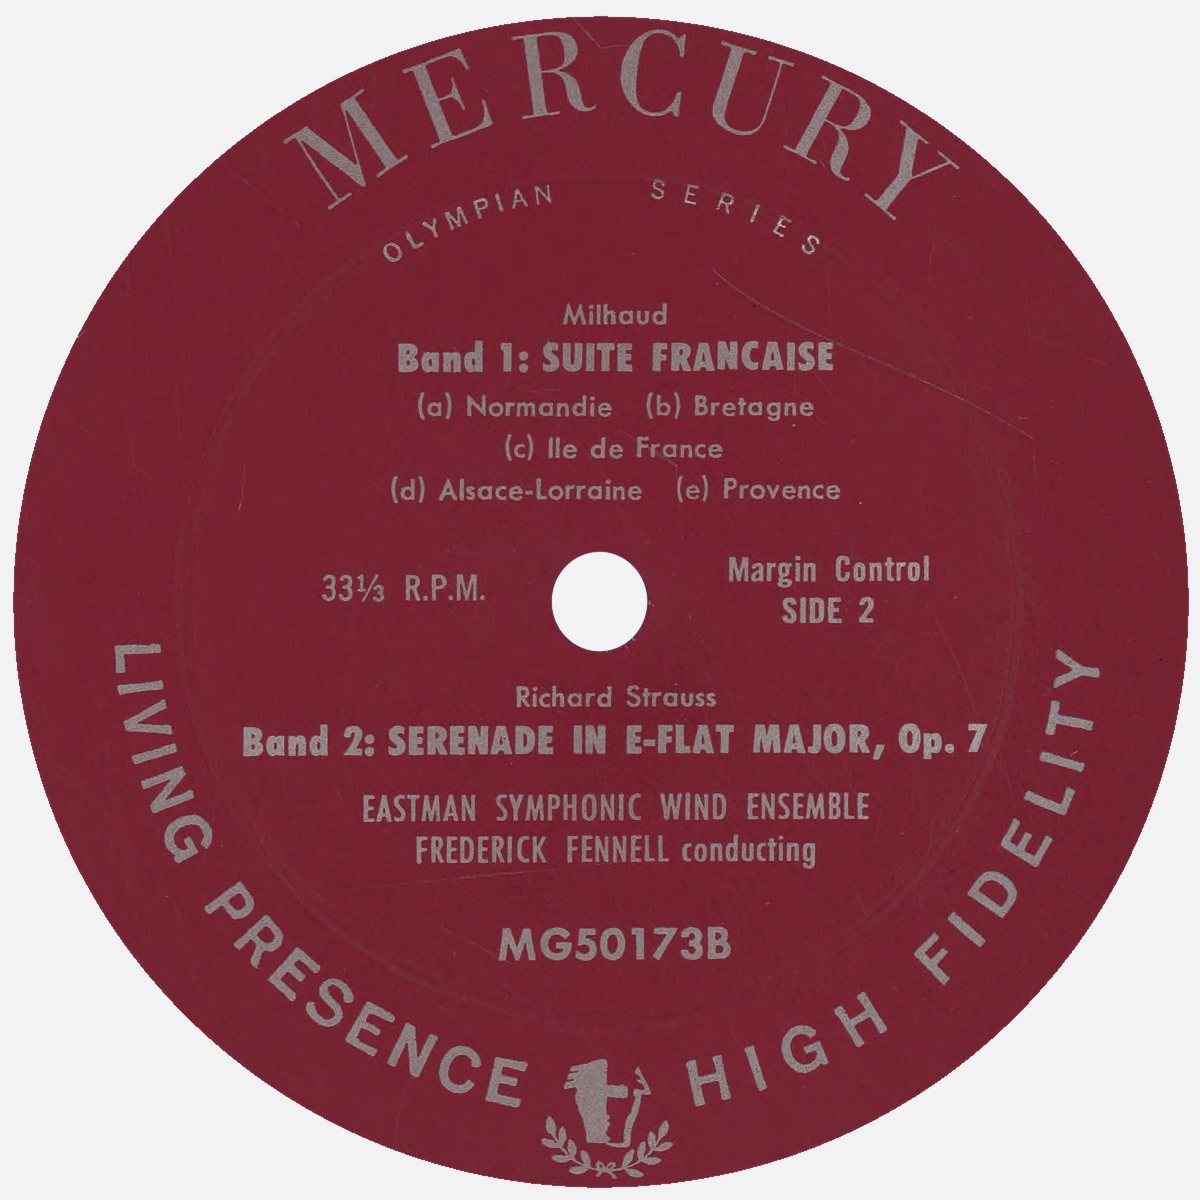 MERCURY
OLYMPIAN SERIES
Milhaud
Band 1: SUITE FRANCAISE
(a) Normandie (b) Bretagne
(c) Ile de France
(d) Alsace-Lorraine (e) Provence
33⅓ R.P.M.
Margin Control
SIDE 2
Richard Strauss
Band 2: SERENADE IN E-FLAT MAJOR, Op. 7
EASTMAN SYMPHONIC WIND ENSEMBLE
FREDERICK FENNELL conducting
MG50173B
LIVING PRESENCE HIGH FIDELITY